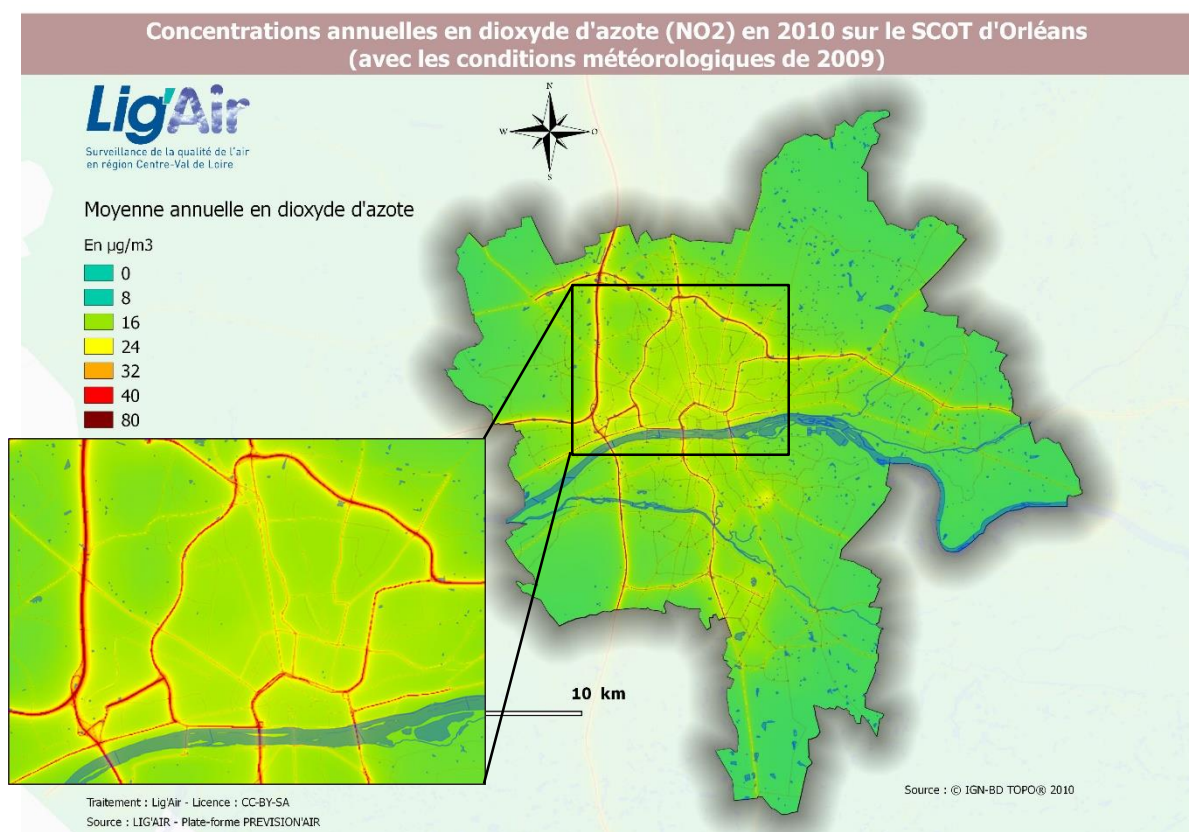 Concentrations annuelles en dioxyde d'azote (NO2) en 2010 sur le SCOT d'Orléans
(avec les conditions météorologiques de 2009)
Lig'Air
Surveillance de la qualité de l'air
en région Centre-Val de Loire
N
W
O
S
Moyenne annuelle en dioxyde d'azote
En µg/m3
0
8
16
24
32
40
80
10 km
Traitement : Lig'Air - Licence : CC-BY-SA
Source : LIG'AIR - Plate-forme PREVISION'AIR
Source : © IGN-BD TOPO® 2010